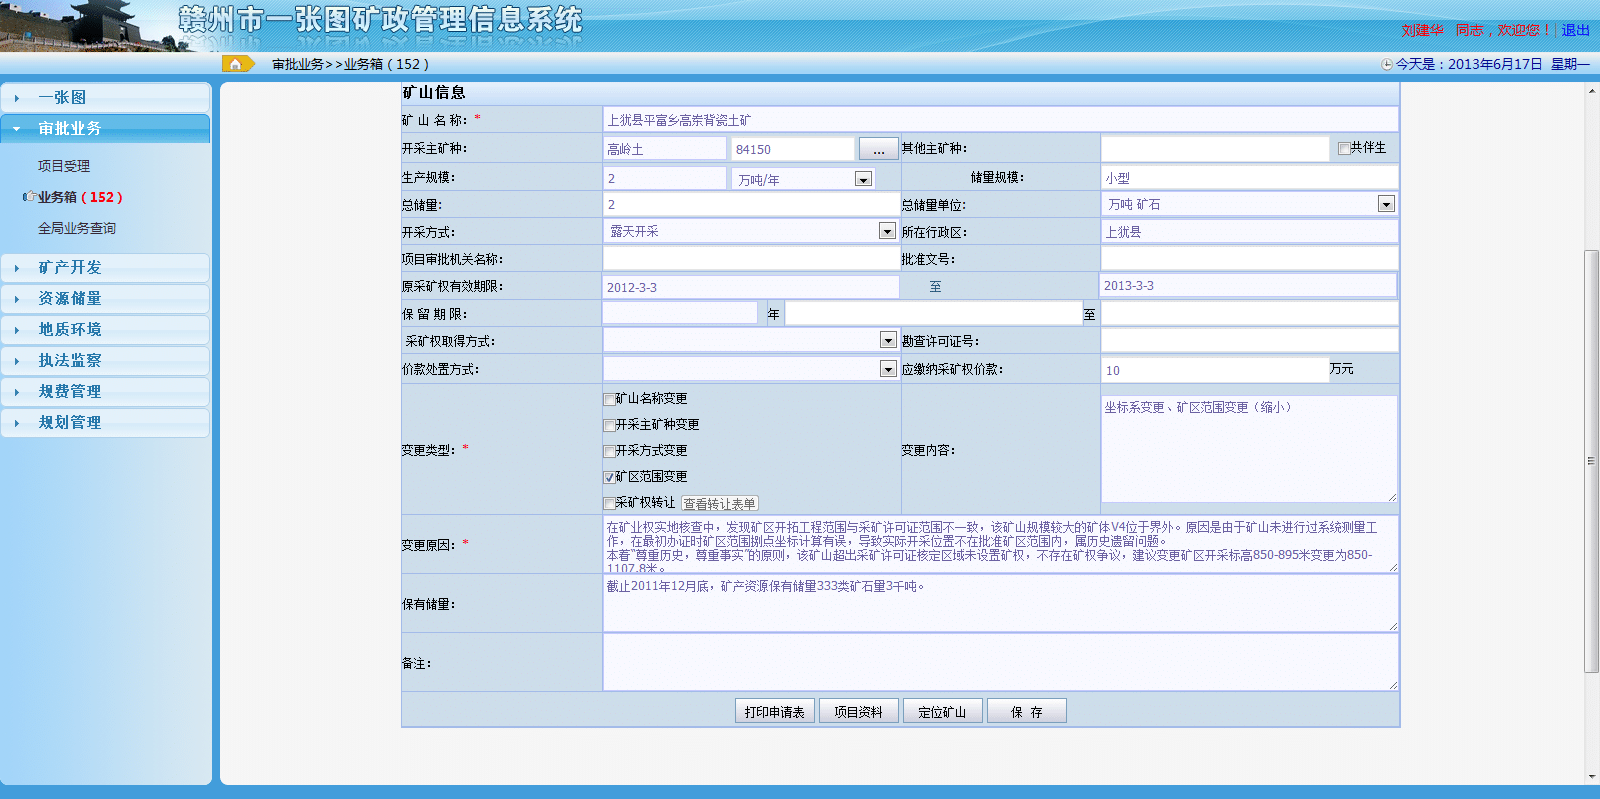 赣州市一张图矿政管理信息系统
刘建华 同志，欢迎您！| 退出
审批业务>>业务箱（152）
今天是：2013年6月17日 星期一
一张图
审批业务
项目受理
业务箱（152）
全局业务查询
矿产开发
资源储量
地质环境
执法监察
规费管理
规划管理
矿山信息
矿 山 名 称： * 上犹县平富乡高岽背瓷土矿
开采主矿种： 高岭土 84150 ... 其他主矿种： 共伴生
生产规模： 2 万吨/年 储量规模： 小型
总储量： 2 总储量单位： 万吨 矿石
开采方式： 露天开采 所在行政区： 上犹县
项目审批机关名称： 批准文号：
原采矿权有效期限： 2012-3-3 至 2013-3-3
保 留 期 限： 年 至
采矿权取得方式： 勘查许可证号：
价款处置方式： 应缴纳采矿权价款： 10 万元
变更类型： *
矿山名称变更
开采主矿种变更
开采方式变更
矿区范围变更
采矿权转让 查看转让表单
变更内容： 坐标系变更、矿区范围变更（缩小）
变更原因： *
在矿业权实地核查中，发现矿区开拓工程范围与采矿许可证范围不一致，该矿山规模较大的矿体V4位于界外。原因是由于矿山未进行过系统测量工
作，在最初办证时矿区范围捌点坐标计算有误，导致实际开采位置不在批准矿区范围内，属历史遗留问题。
本着“尊重历史，尊重事实”的原则，该矿山超出采矿许可证核定区域未设置矿权，不存在矿权争议，建议变更矿区开采标高850-895米变更为850-
1107.8米。
保有储量： 截止2011年12月底，矿产资源保有储量333类矿石量3千吨。
备注：
打印申请表 项目资料 定位矿山 保 存